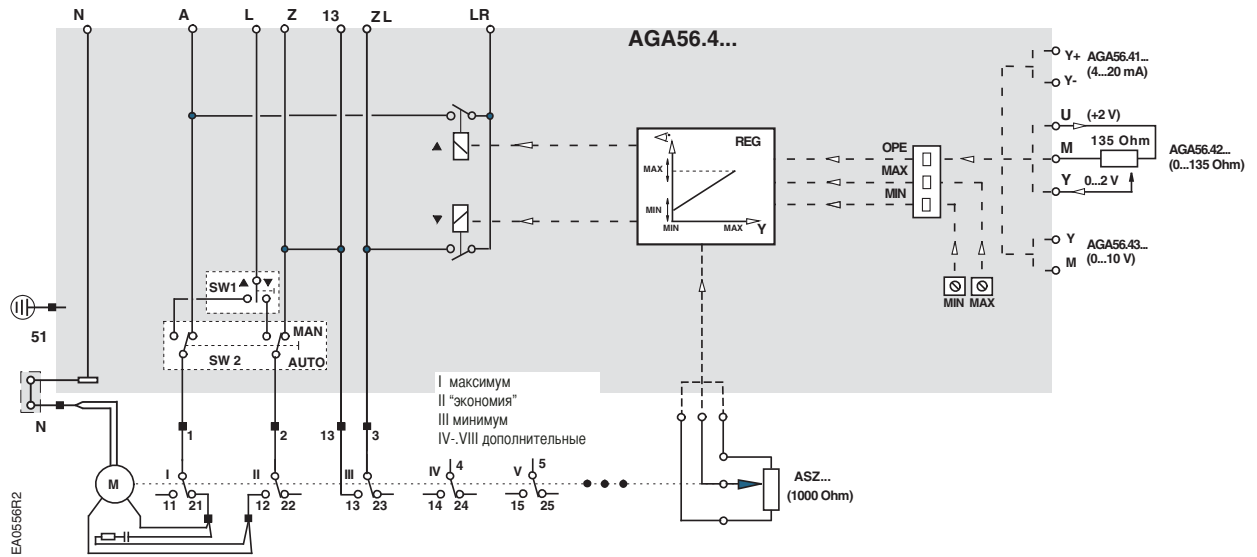 N A L Z 13 ZL LR
AGA56.4...
Y+ AGA56.41...
(4...20 mA)
Y-
U (+2 V)
135 Ohm
M
AGA56.42...
(0...135 Ohm)
Y 0...2 V
Y AGA56.43...
(0...10 V)
M
REG
MAX
MIN
MIN MAX Y
OPE
MAX
MIN
MIN MAX
SW1
MAN
SW 2 AUTO
51
N
I максимум
II "экономия"
III минимум
IV-.VIII дополнительные
1 2 13 3
I II III IV 4 V 5
M
11 21 12 22 13 23 14 24 15 25
ASZ...
(1000 Ohm)
EA0556R2